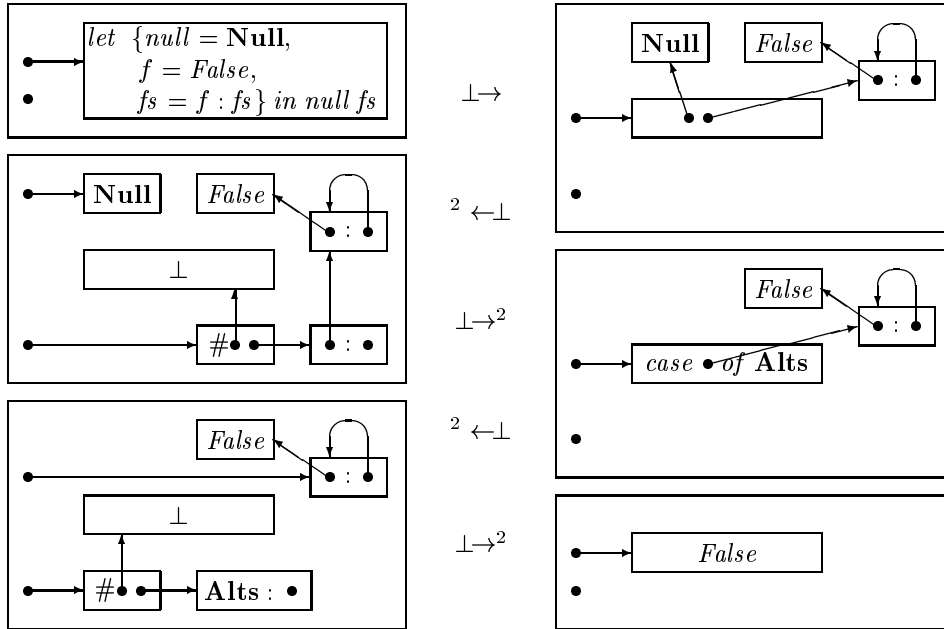 let {null = Null,
f = False,
fs = f : fs} in null fs
⊥→
Null False
:
Null False
:
⊥
# :
² ←⊥
⊥→²
False
:
case of Alts
False
:
⊥
# Alts :
² ←⊥
⊥→²
False